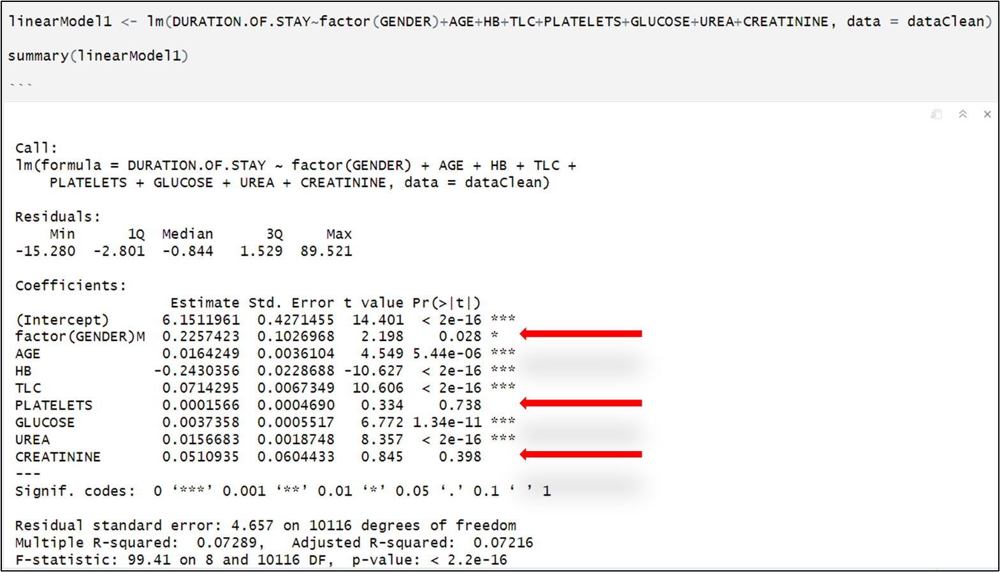 linearModel1 <- lm(DURATION.OF.STAY~factor(GENDER)+AGE+HB+TLC+PLATELETS+GLUCOSE+UREA+CREATININE, data = dataClean)
summary(linearModel1)
```
Call:
lm(formula = DURATION.OF.STAY ~ factor(GENDER) + AGE + HB + TLC +
    PLATELETS + GLUCOSE + UREA + CREATININE, data = dataClean)
Residuals:
    Min      1Q  Median      3Q     Max
-15.280  -2.801  -0.844   1.529  89.521
Coefficients:
                  Estimate Std. Error t value Pr(>|t|)
(Intercept)      6.1511961  0.4271455  14.401  < 2e-16 ***
factor(GENDER)M  0.2257423  0.1026968   2.198    0.028 *
AGE              0.0164249  0.0036104   4.549 5.44e-06 ***
HB              -0.2430356  0.0228688 -10.627  < 2e-16 ***
TLC              0.0714295  0.0067349  10.606  < 2e-16 ***
PLATELETS        0.0001566  0.0004690   0.334    0.738
GLUCOSE          0.0037358  0.0005517   6.772 1.34e-11 ***
UREA             0.0156683  0.0018748   8.357  < 2e-16 ***
CREATININE       0.0510935  0.0604433   0.845    0.398
---
Signif. codes:  0 ‘***’ 0.001 ‘**’ 0.01 ‘*’ 0.05 ‘.’ 0.1 ‘ ’ 1
Residual standard error: 4.657 on 10116 degrees of freedom
Multiple R-squared:  0.07289,   Adjusted R-squared:  0.07216
F-statistic: 99.41 on 8 and 10116 DF,  p-value: < 2.2e-16